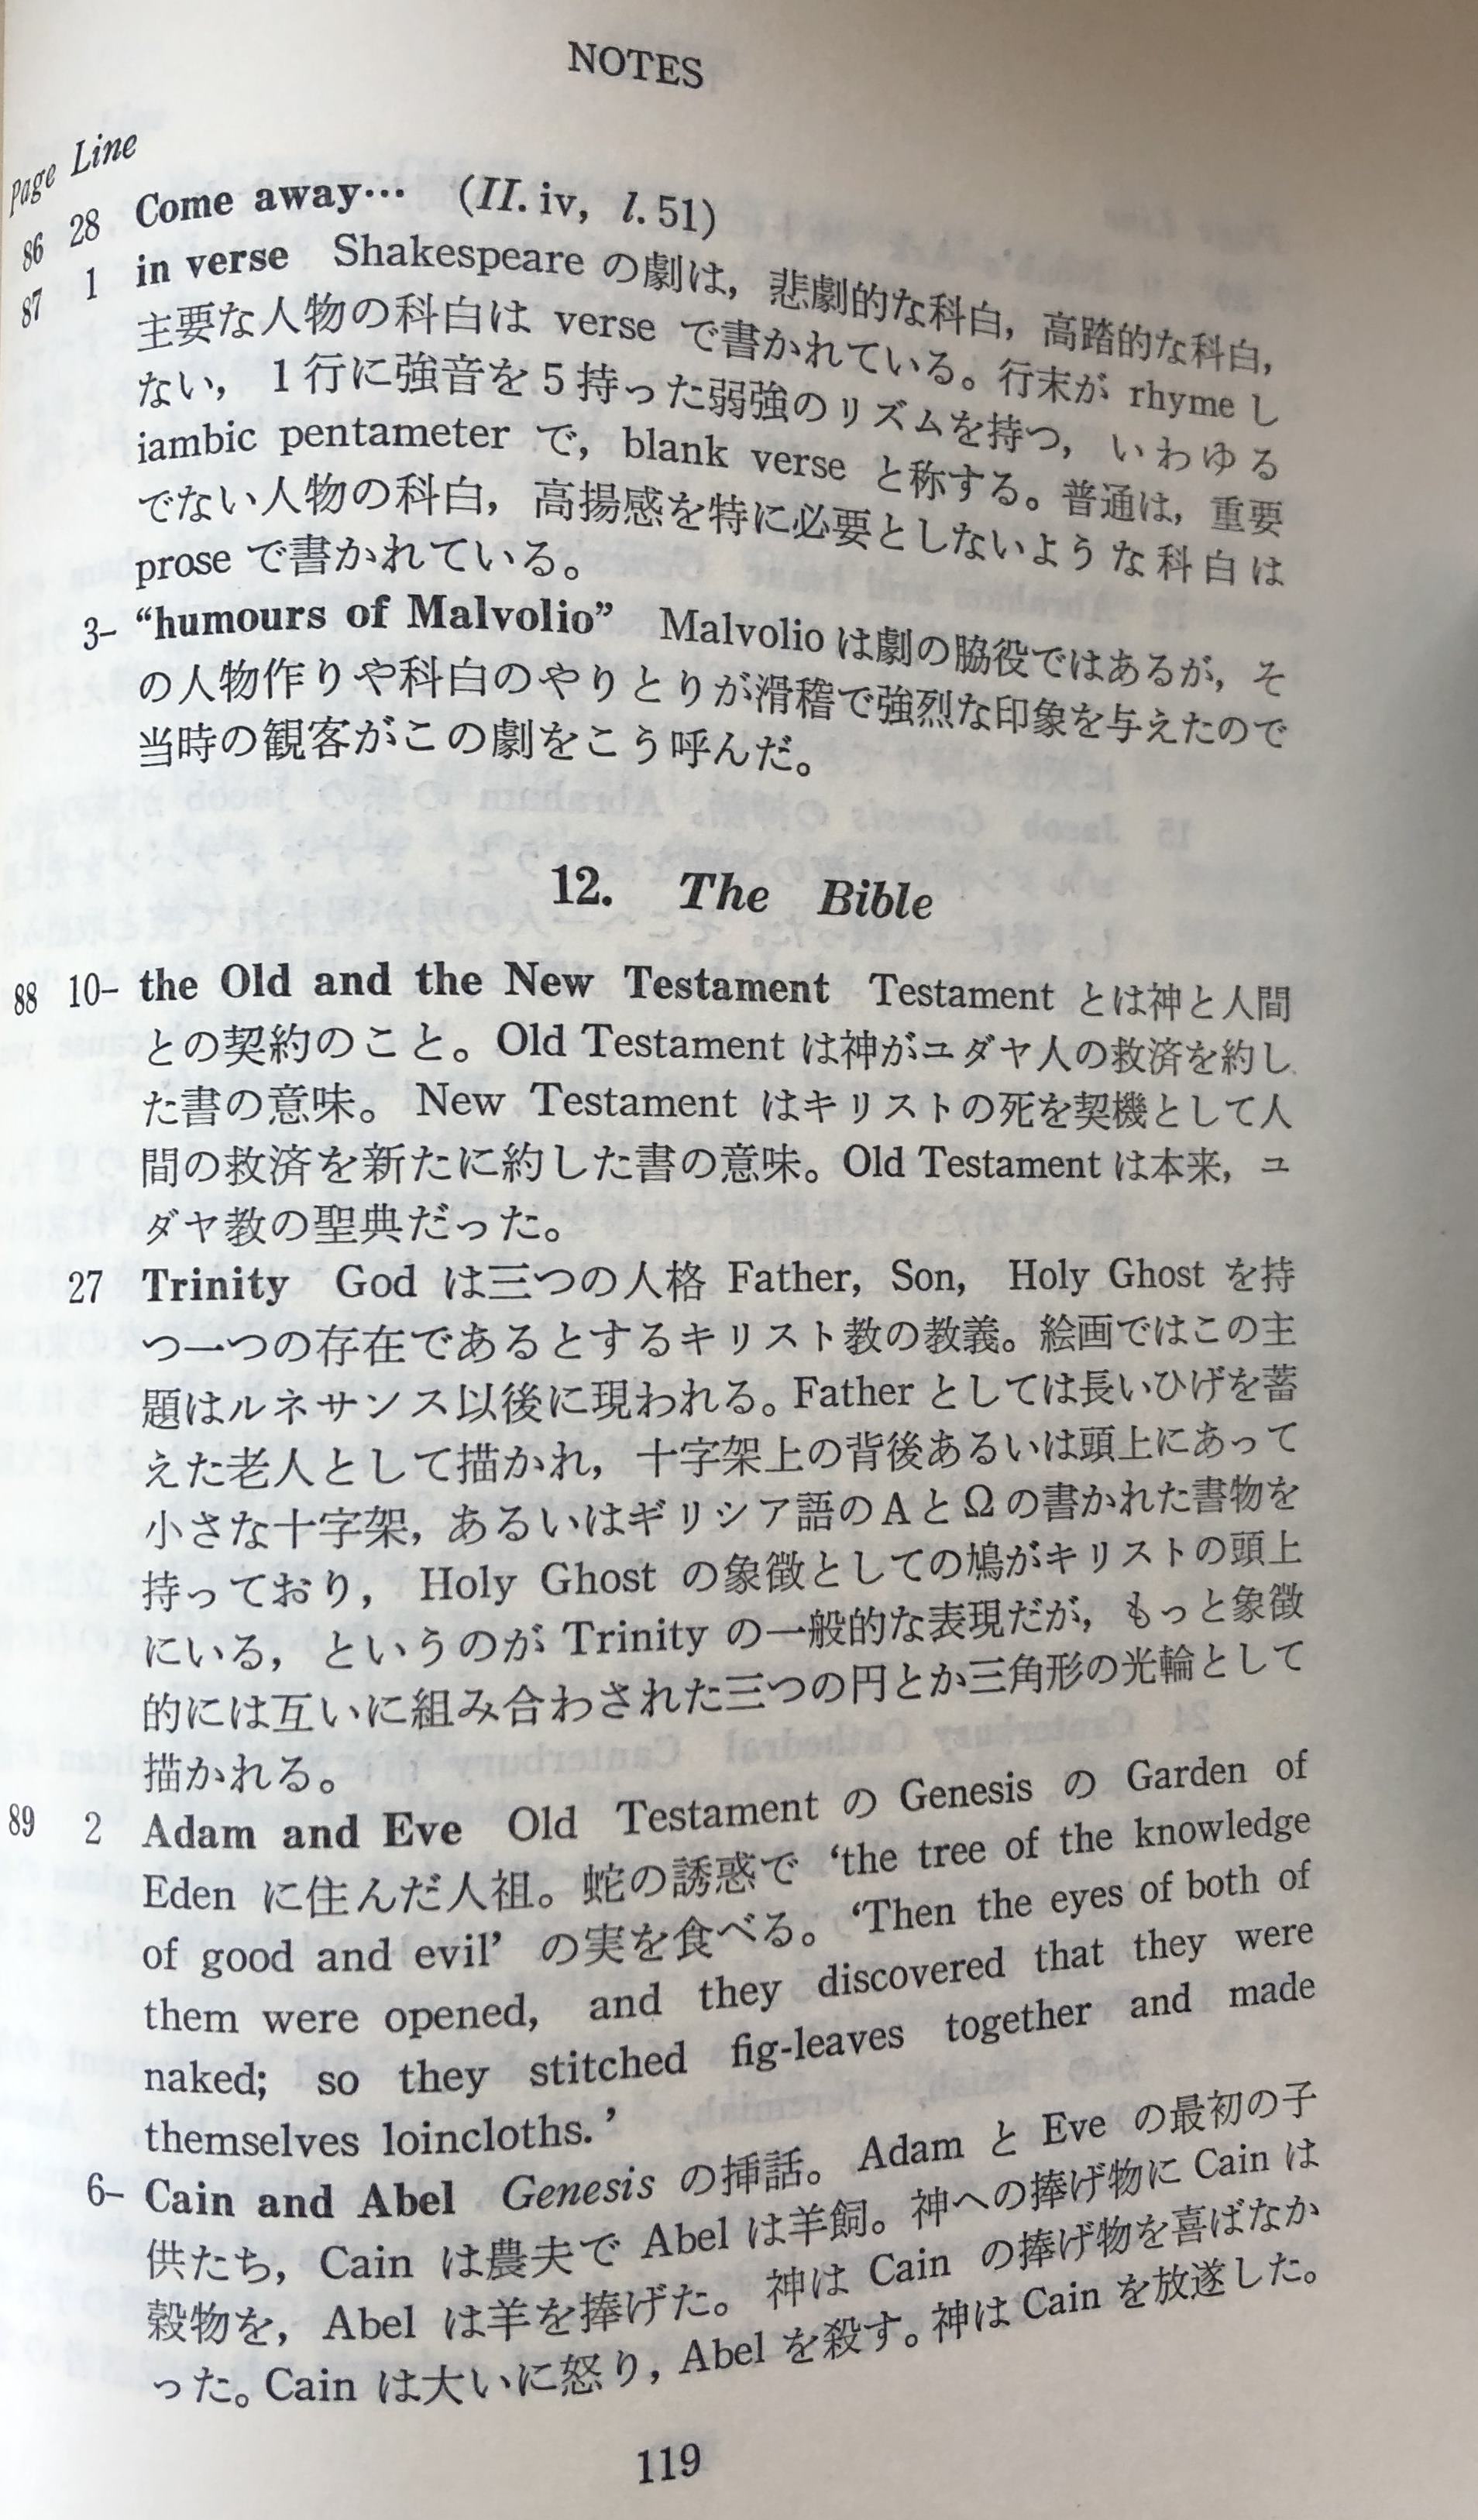 NOTES
Page Line
86 28 Come away… (II. iv, l. 51)
87 1 in verse Shakespeare の劇は，悲劇的な科白，高踏的な科白，
主要な人物の科白は verse で書かれている。行末が rhyme し
ない，1行に強音を5持った弱強のリズムを持つ，いわゆる
iambic pentameter で，blank verse と称する。普通は，重要
でない人物の科白，高揚感を特に必要としないような科白は
prose で書かれている。
3– “humours of Malvolio” Malvolio は劇の脇役ではあるが，そ
の人物作りや科白のやりとりが滑稽で強烈な印象を与えたので
当時の観客がこの劇をこう呼んだ。
12. The Bible
88 10– the Old and the New Testament Testament とは神と人間
との契約のこと。Old Testament は神がユダヤ人の救済を約し
た書の意味。New Testament はキリストの死を契機として人
間の救済を新たに約した書の意味。Old Testament は本来，ユ
ダヤ教の聖典だった。
27 Trinity God は三つの人格 Father, Son, Holy Ghost を持
つ一つの存在であるとするキリスト教の教義。絵画ではこの主
題はルネサンス以後に現われる。Father としては長いひげを蓄
えた老人として描かれ，十字架上の背後あるいは頭上にあって
小さな十字架，あるいはギリシア語のAとΩの書かれた書物を
持っており，Holy Ghost の象徴としての鳩がキリストの頭上
にいる，というのが Trinity の一般的な表現だが，もっと象徴
的には互いに組み合わされた三つの円とか三角形の光輪として
描かれる。
89 2 Adam and Eve Old Testament の Genesis の Garden of
Eden に住んだ人祖。蛇の誘惑で ‘the tree of the knowledge
of good and evil’ の実を食べる。‘Then the eyes of both of
them were opened, and they discovered that they were
naked; so they stitched fig-leaves together and made
themselves loincloths.’
6– Cain and Abel Genesis の挿話。Adam と Eve の最初の子
供たち，Cain は農夫で Abel は羊飼。神への捧げ物に Cain は
穀物を，Abel は羊を捧げた。神は Cain の捧げ物を喜ばなか
った。Cain は大いに怒り，Abel を殺す。神は Cain を放逐した。
119